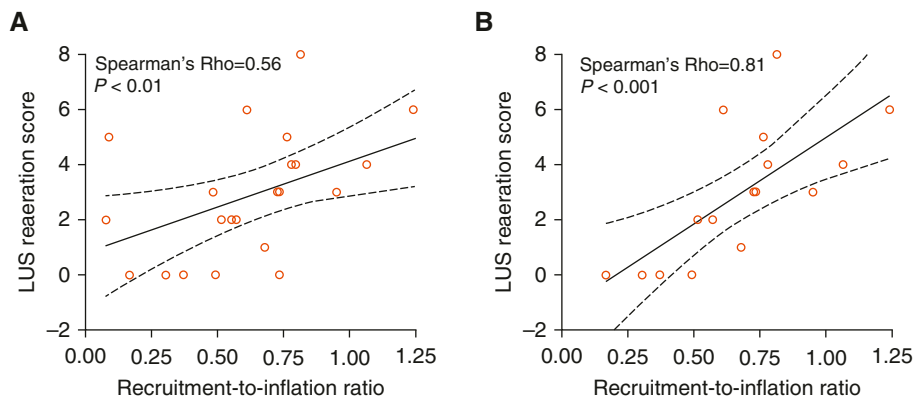 A
B
Spearman's Rho=0.56
P < 0.01
LUS reaeration score
8
6
4
2
0
–2
0.00 0.25 0.50 0.75 1.00 1.25
Recruitment-to-inflation ratio
Spearman's Rho=0.81
P < 0.001
LUS reaeration score
8
6
4
2
0
–2
0.00 0.25 0.50 0.75 1.00 1.25
Recruitment-to-inflation ratio